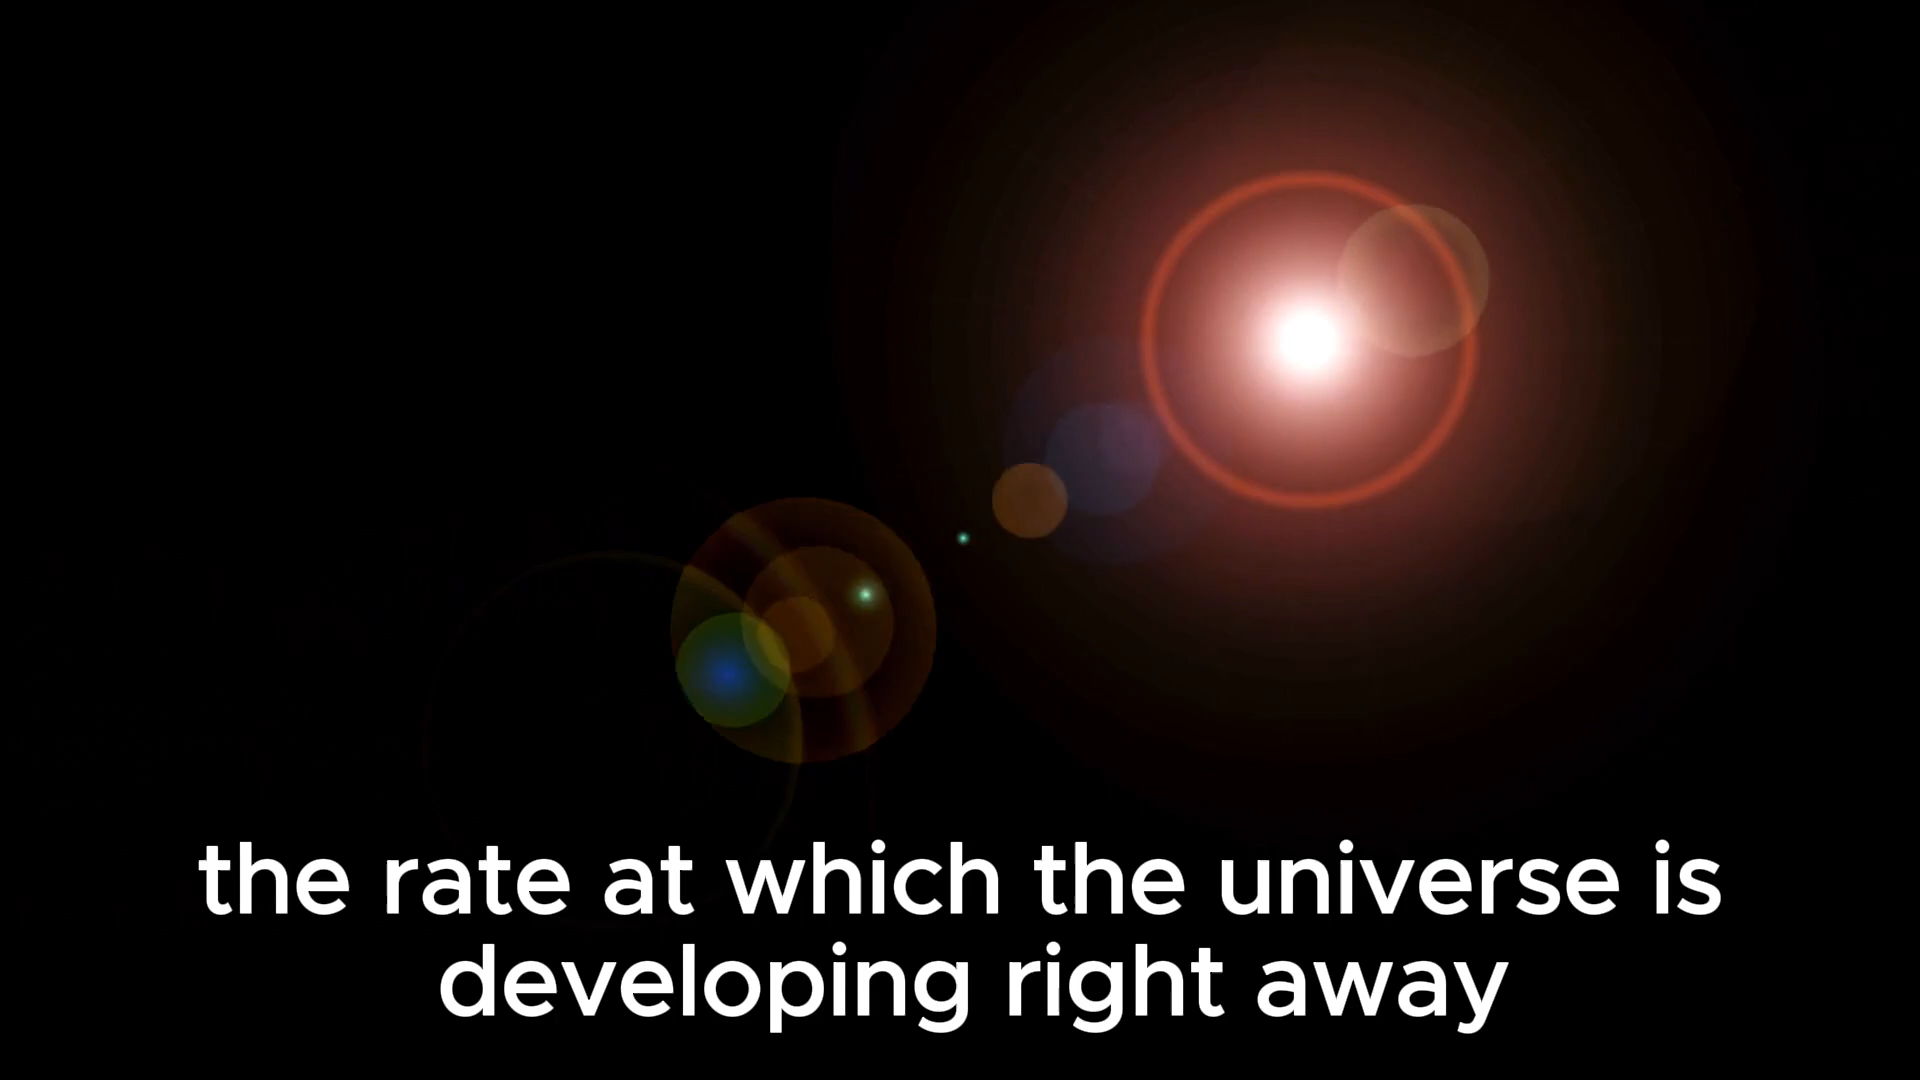 the rate at which the universe is
developing right away